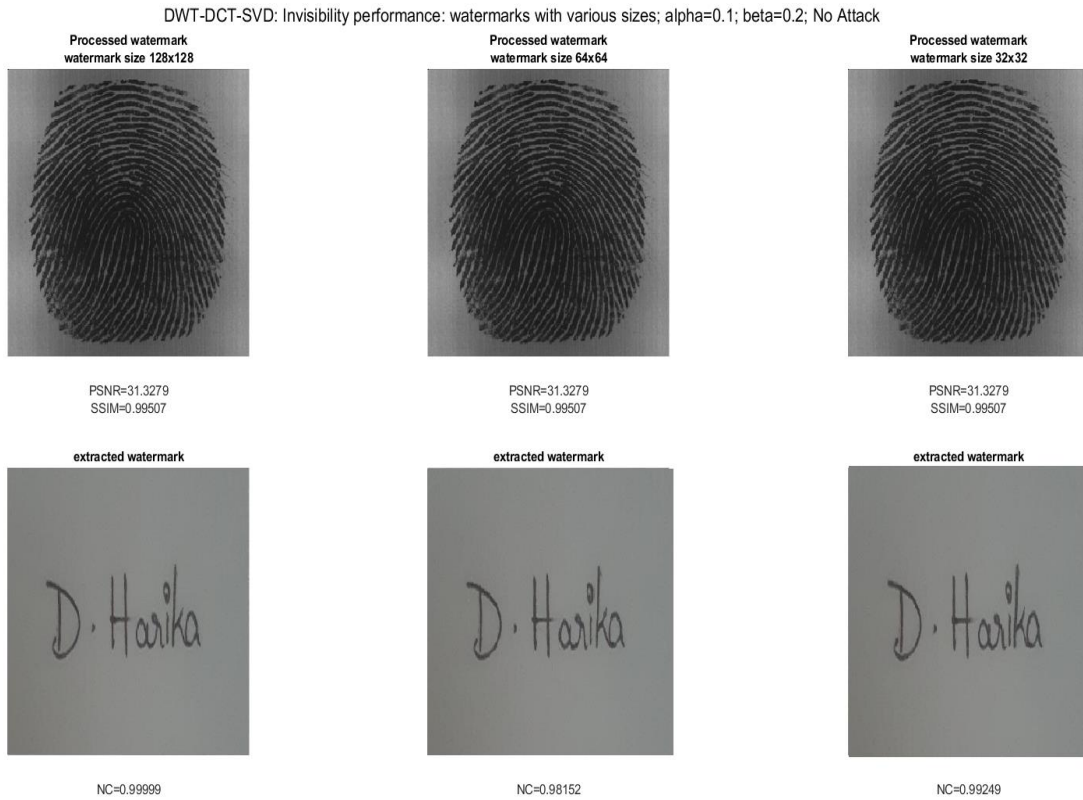 DWT-DCT-SVD: Invisibility performance: watermarks with various sizes; alpha=0.1; beta=0.2; No Attack
Processed watermark
watermark size 128x128
Processed watermark
watermark size 64x64
Processed watermark
watermark size 32x32
PSNR=31.3279
SSIM=0.99507
PSNR=31.3279
SSIM=0.99507
PSNR=31.3279
SSIM=0.99507
extracted watermark
extracted watermark
extracted watermark
D. Harika
D. Harika
D. Harika
NC=0.99999
NC=0.98152
NC=0.99249